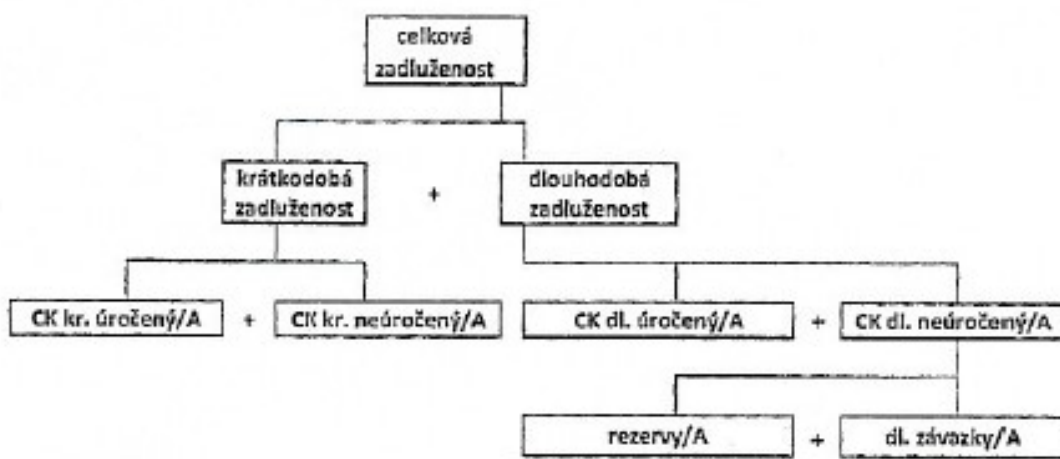 celková
zadluženost
krátkodobá
zadluženost
+
dlouhodobá
zadluženost
CK kr. úročený/A
+
CK kr. neúročený/A
CK dl. úročený/A
+
CK dl. neúročený/A
rezervy/A
+
dl. závazky/A